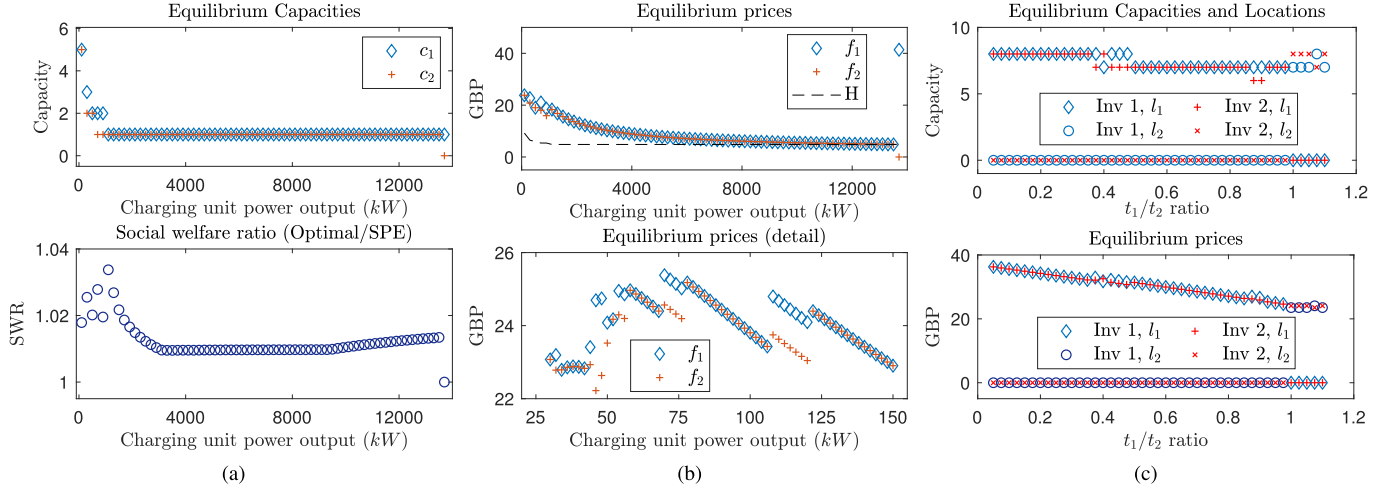 Equilibrium Capacities
6
4
2
0
Capacity
c1
c2
0 4000 8000 12000
Charging unit power output (kW)
Social welfare ratio (Optimal/SPE)
1.04
1.02
1
SWR
0 4000 8000 12000
Charging unit power output (kW)
(a)
Equilibrium prices
40
20
0
GBP
f1
f2
H
0 4000 8000 12000
Charging unit power output (kW)
Equilibrium prices (detail)
26
24
22
GBP
f1
f2
25 50 75 100 125 150
Charging unit power output (kW)
(b)
Equilibrium Capacities and Locations
10
5
0
Capacity
Inv 1, l1 Inv 2, l1
Inv 1, l2 Inv 2, l2
0 0.2 0.4 0.6 0.8 1 1.2
t1/t2 ratio
Equilibrium prices
40
20
0
GBP
Inv 1, l1 Inv 2, l1
Inv 1, l2 Inv 2, l2
0 0.2 0.4 0.6 0.8 1 1.2
t1/t2 ratio
(c)